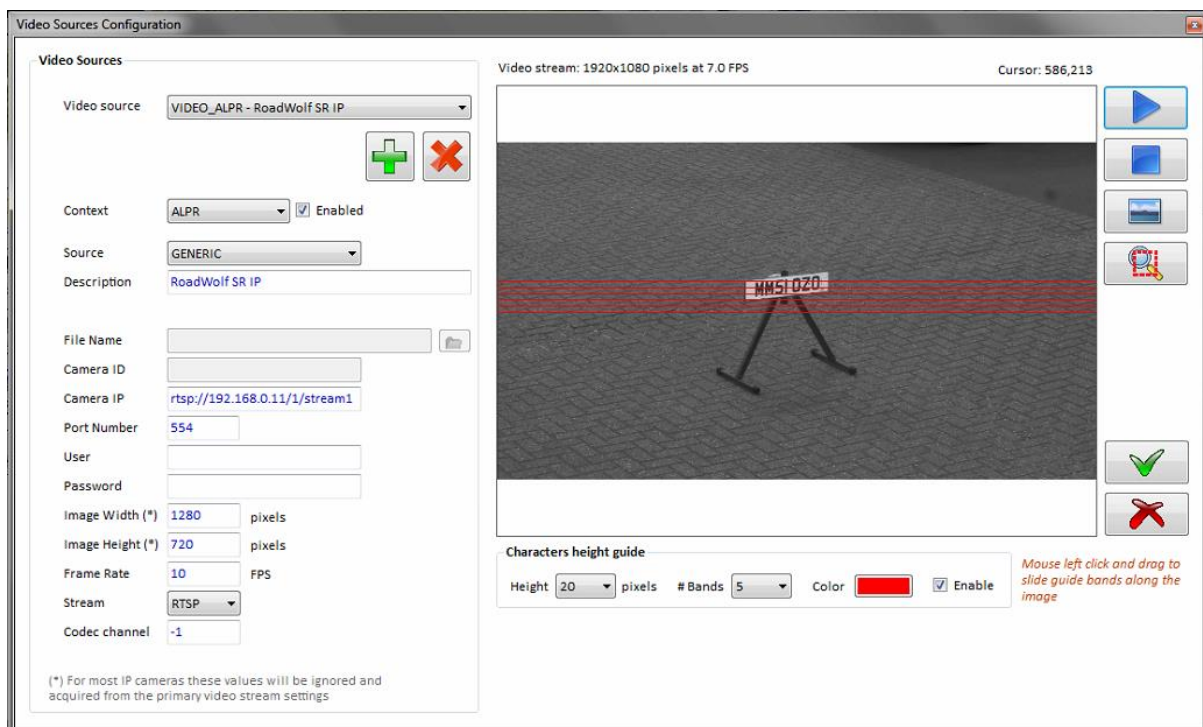 Video Sources Configuration
Video Sources
Video source VIDEO_ALPR - RoadWolf SR IP
Context ALPR Enabled
Source GENERIC
Description RoadWolf SR IP
File Name
Camera ID
Camera IP rtsp://192.168.0.11/1/stream1
Port Number 554
User
Password
Image Width (*) 1280 pixels
Image Height (*) 720 pixels
Frame Rate 10 FPS
Stream RTSP
Codec channel -1
(*) For most IP cameras these values will be ignored and
acquired from the primary video stream settings
Video stream: 1920x1080 pixels at 7.0 FPS Cursor: 586,213
MM51 OZO
Characters height guide
Height 20 pixels # Bands 5 Color Enable
Mouse left click and drag to
slide guide bands along the
image